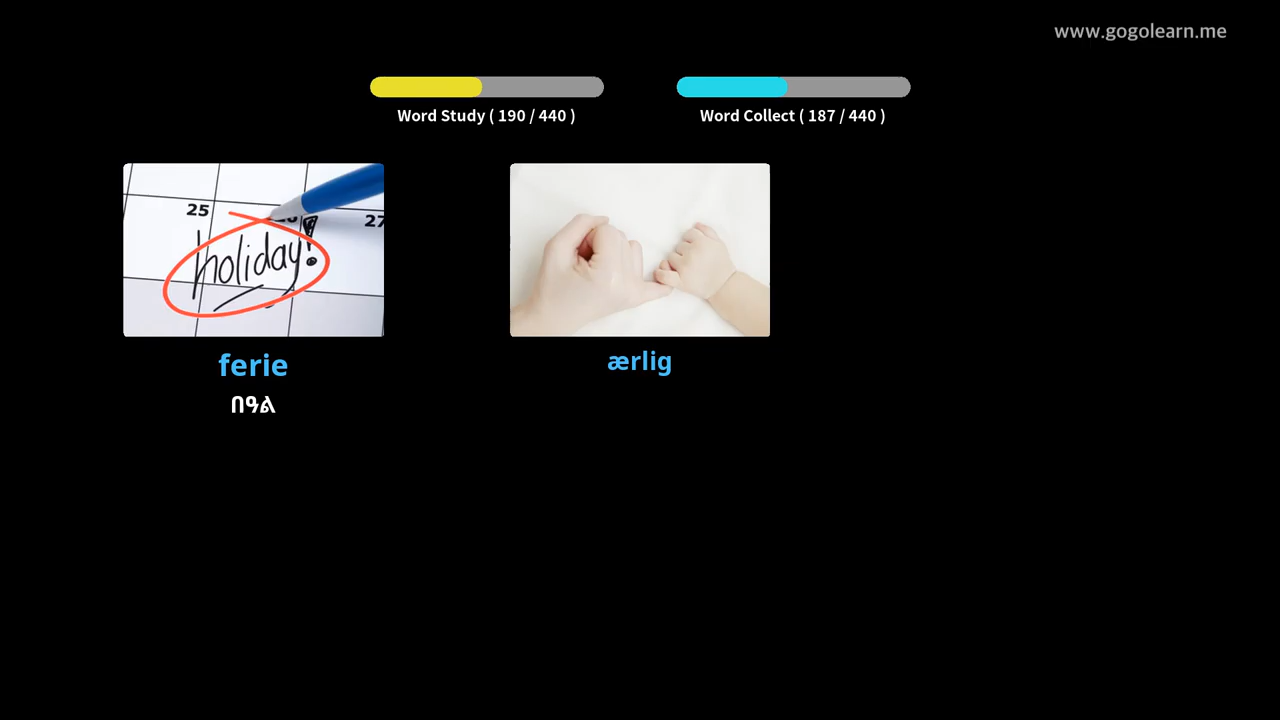 www.gogolearn.me
Word Study ( 190 / 440 )
Word Collect ( 187 / 440 )
25
27
holiday!
ferie
በዓል
ærlig